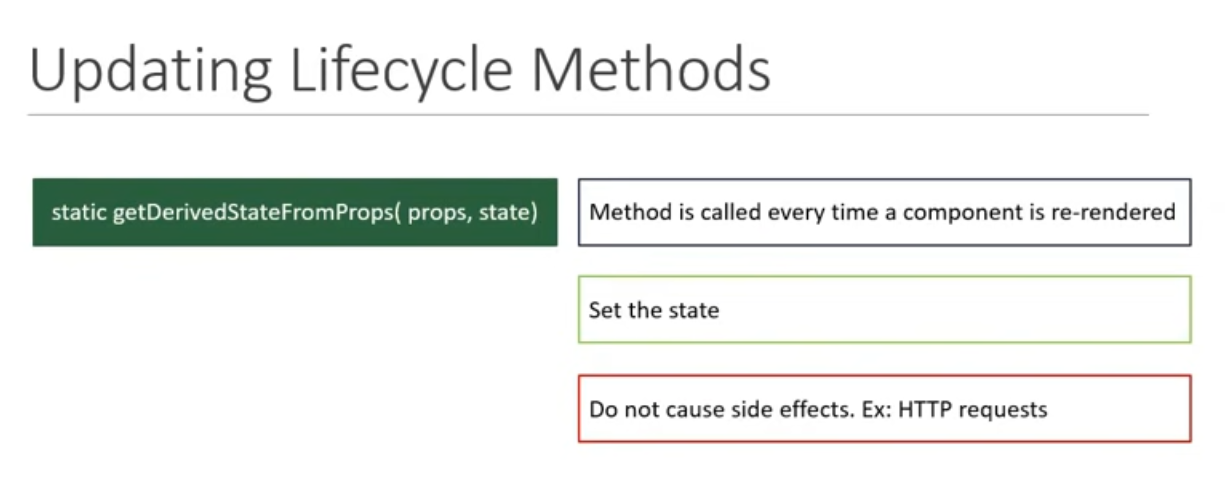 Updating Lifecycle Methods
static getDerivedStateFromProps( props, state)
Method is called every time a component is re-rendered
Set the state
Do not cause side effects. Ex: HTTP requests